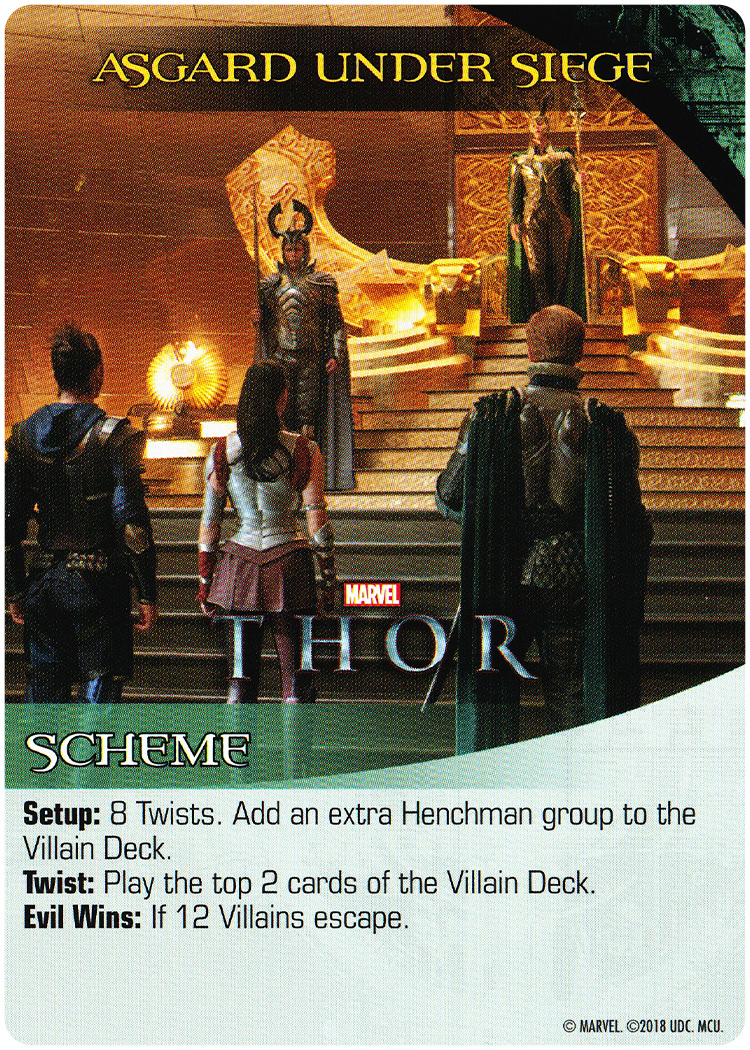 ASGARD UNDER SIEGE
MARVEL
THOR
SCHEME
Setup: 8 Twists. Add an extra Henchman group to the
Villain Deck.
Twist: Play the top 2 cards of the Villain Deck.
Evil Wins: If 12 Villains escape.
© MARVEL. ©2018 UDC. MCU.